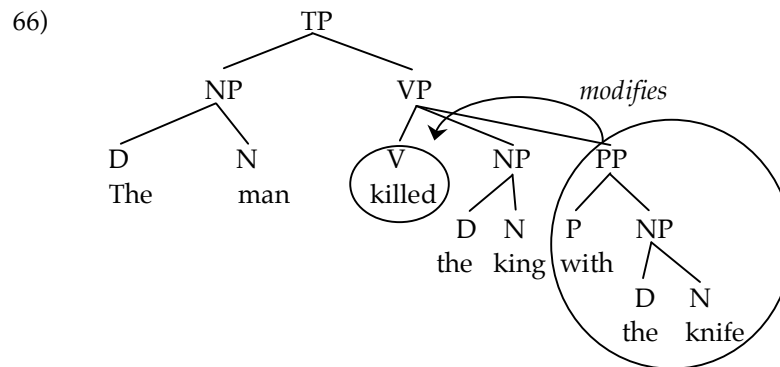 66) TP
NP VP modifies
D N V NP PP
The man killed D N P NP
the king with D N
the knife